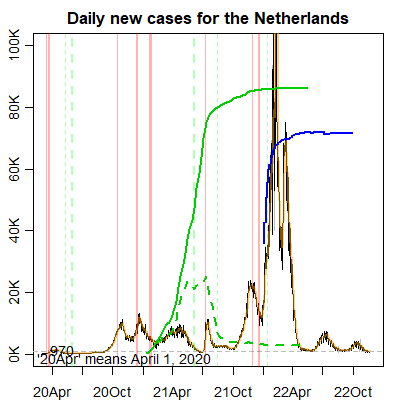 Daily new cases for the Netherlands
100K
80K
60K
40K
20K
0K
970
'20Apr' means April 1, 2020
20Apr
20Oct
21Apr
21Oct
22Apr
22Oct